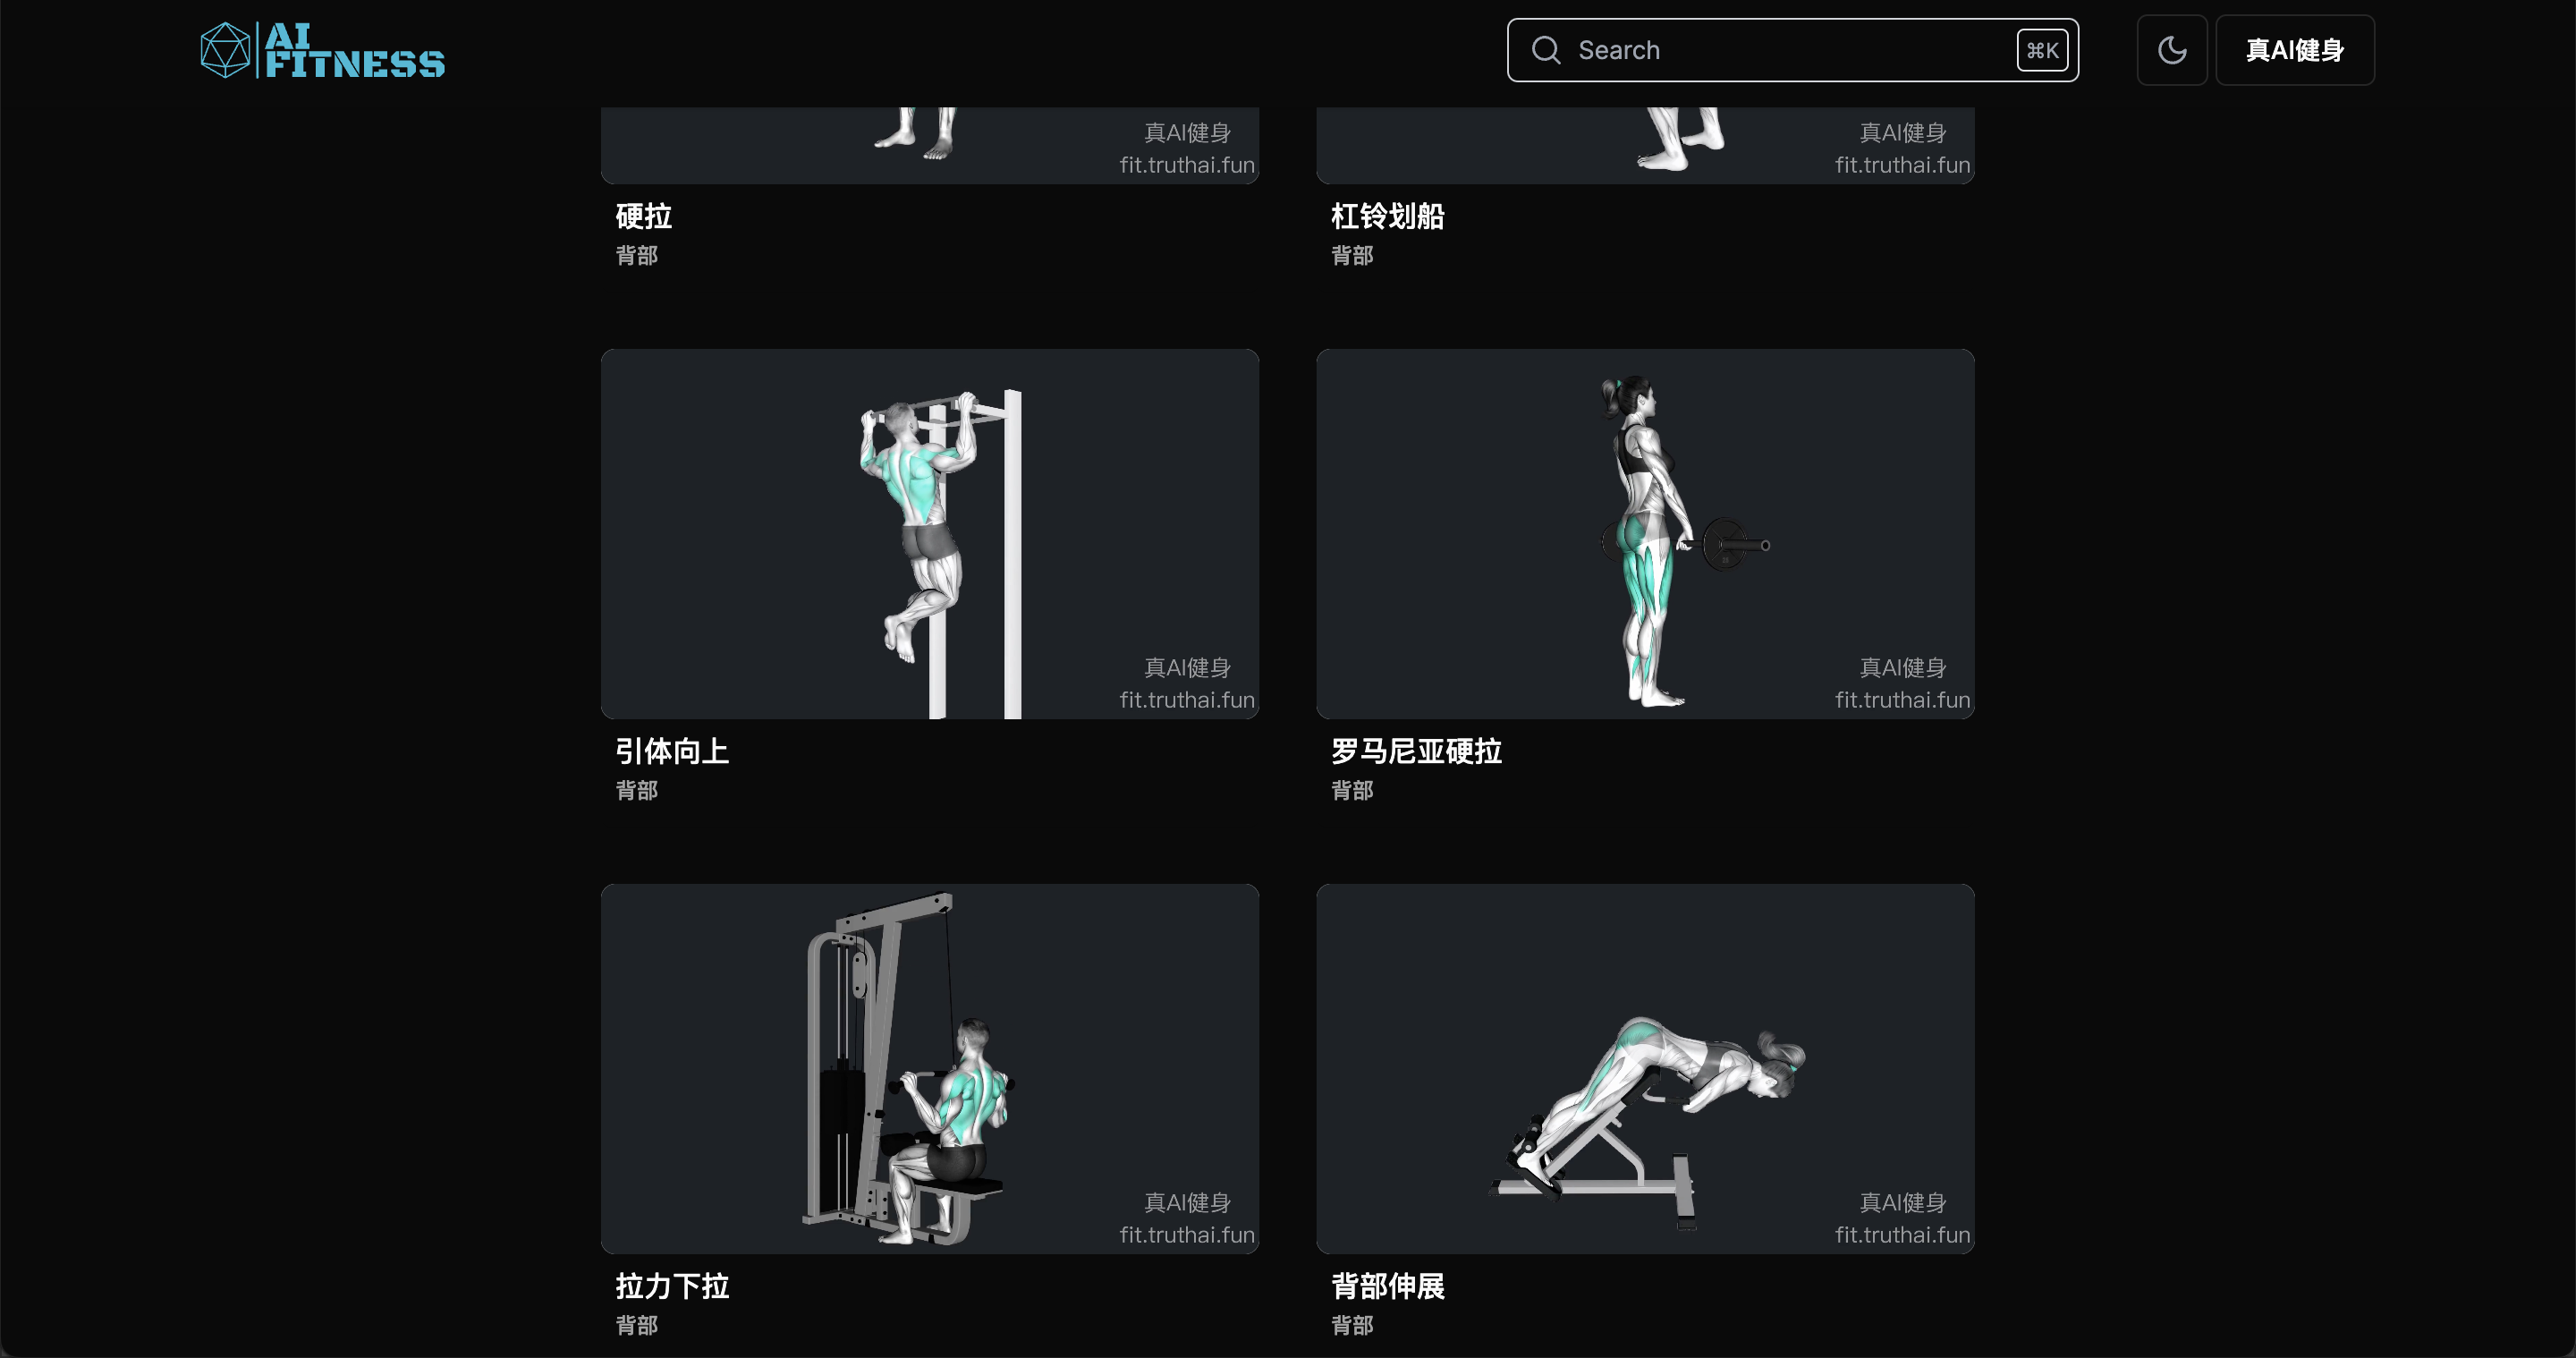 AI
FITNESS
Search
⌘K
真AI健身
真AI健身
fit.truthai.fun
真AI健身
fit.truthai.fun
硬拉
背部
杠铃划船
背部
真AI健身
fit.truthai.fun
真AI健身
fit.truthai.fun
引体向上
背部
罗马尼亚硬拉
背部
真AI健身
fit.truthai.fun
真AI健身
fit.truthai.fun
拉力下拉
背部
背部伸展
背部